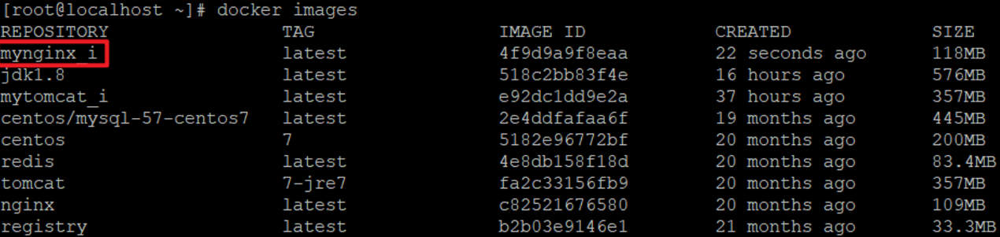 [root@localhost ~]# docker images
REPOSITORY TAG IMAGE ID CREATED SIZE
mynginx_i latest 4f9d9a9f8eaa 22 seconds ago 118MB
jdk1.8 latest 518c2bb83f4e 16 hours ago 576MB
mytomcat_i latest e92dc1dd9e2a 37 hours ago 357MB
centos/mysql-57-centos7 latest 2e4ddfafaa6f 19 months ago 445MB
centos 7 5182e96772bf 20 months ago 200MB
redis latest 4e8db158f18d 20 months ago 83.4MB
tomcat 7-jre7 fa2c33156fb9 20 months ago 357MB
nginx latest c82521676580 20 months ago 109MB
registry latest b2b03e9146e1 21 months ago 33.3MB